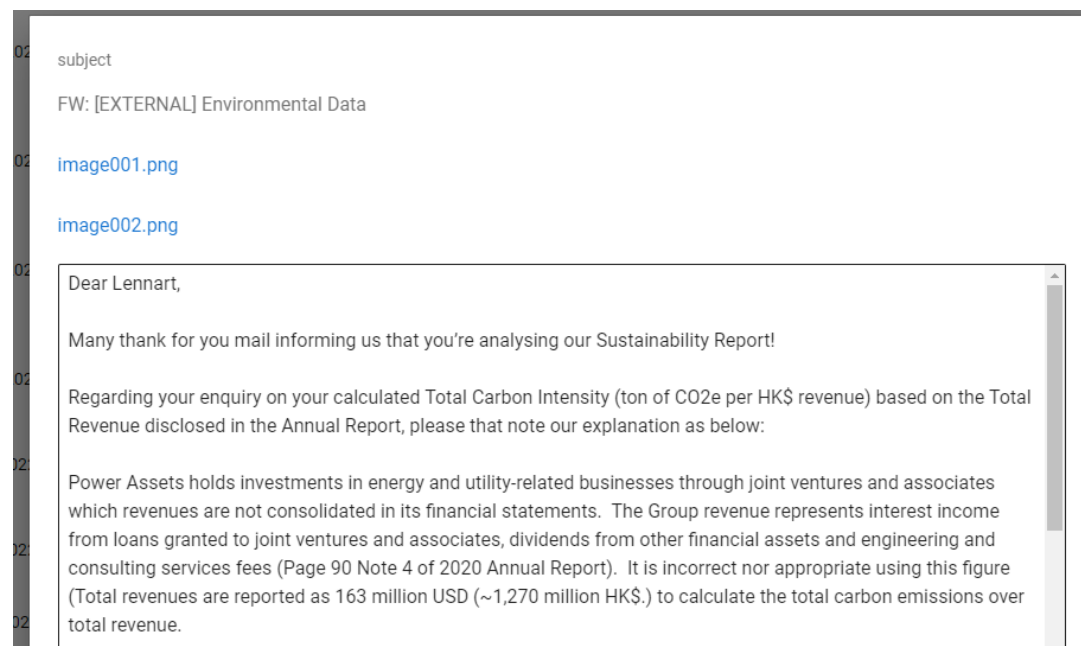 subject
FW: [EXTERNAL] Environmental Data
image001.png
image002.png
Dear Lennart,
Many thank for you mail informing us that you're analysing our Sustainability Report!
Regarding your enquiry on your calculated Total Carbon Intensity (ton of CO2e per HK$ revenue) based on the Total
Revenue disclosed in the Annual Report, please that note our explanation as below:
Power Assets holds investments in energy and utility-related businesses through joint ventures and associates
which revenues are not consolidated in its financial statements.  The Group revenue represents interest income
from loans granted to joint ventures and associates, dividends from other financial assets and engineering and
consulting services fees (Page 90 Note 4 of 2020 Annual Report).  It is incorrect nor appropriate using this figure
(Total revenues are reported as 163 million USD (~1,270 million HK$.) to calculate the total carbon emissions over
total revenue.